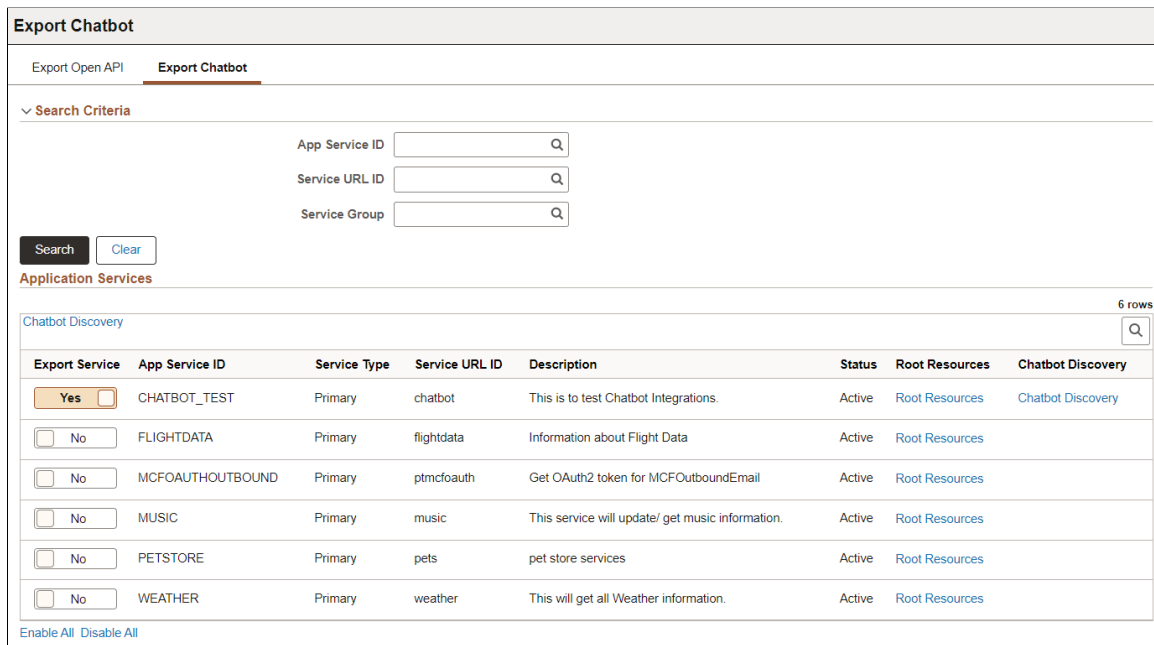 Export Chatbot
Export Open API Export Chatbot
Search Criteria
App Service ID
Service URL ID
Service Group
Search Clear
Application Services
6 rows
Chatbot Discovery
Export Service App Service ID Service Type Service URL ID Description Status Root Resources Chatbot Discovery
Yes CHATBOT_TEST Primary chatbot This is to test Chatbot Integrations. Active Root Resources Chatbot Discovery
No FLIGHTDATA Primary flightdata Information about Flight Data Active Root Resources
No MCFOAUTHOUTBOUND Primary ptmcfoauth Get OAuth2 token for MCFOutboundEmail Active Root Resources
No MUSIC Primary music This service will update/ get music information. Active Root Resources
No PETSTORE Primary pets pet store services Active Root Resources
No WEATHER Primary weather This will get all Weather information. Active Root Resources
Enable All Disable All